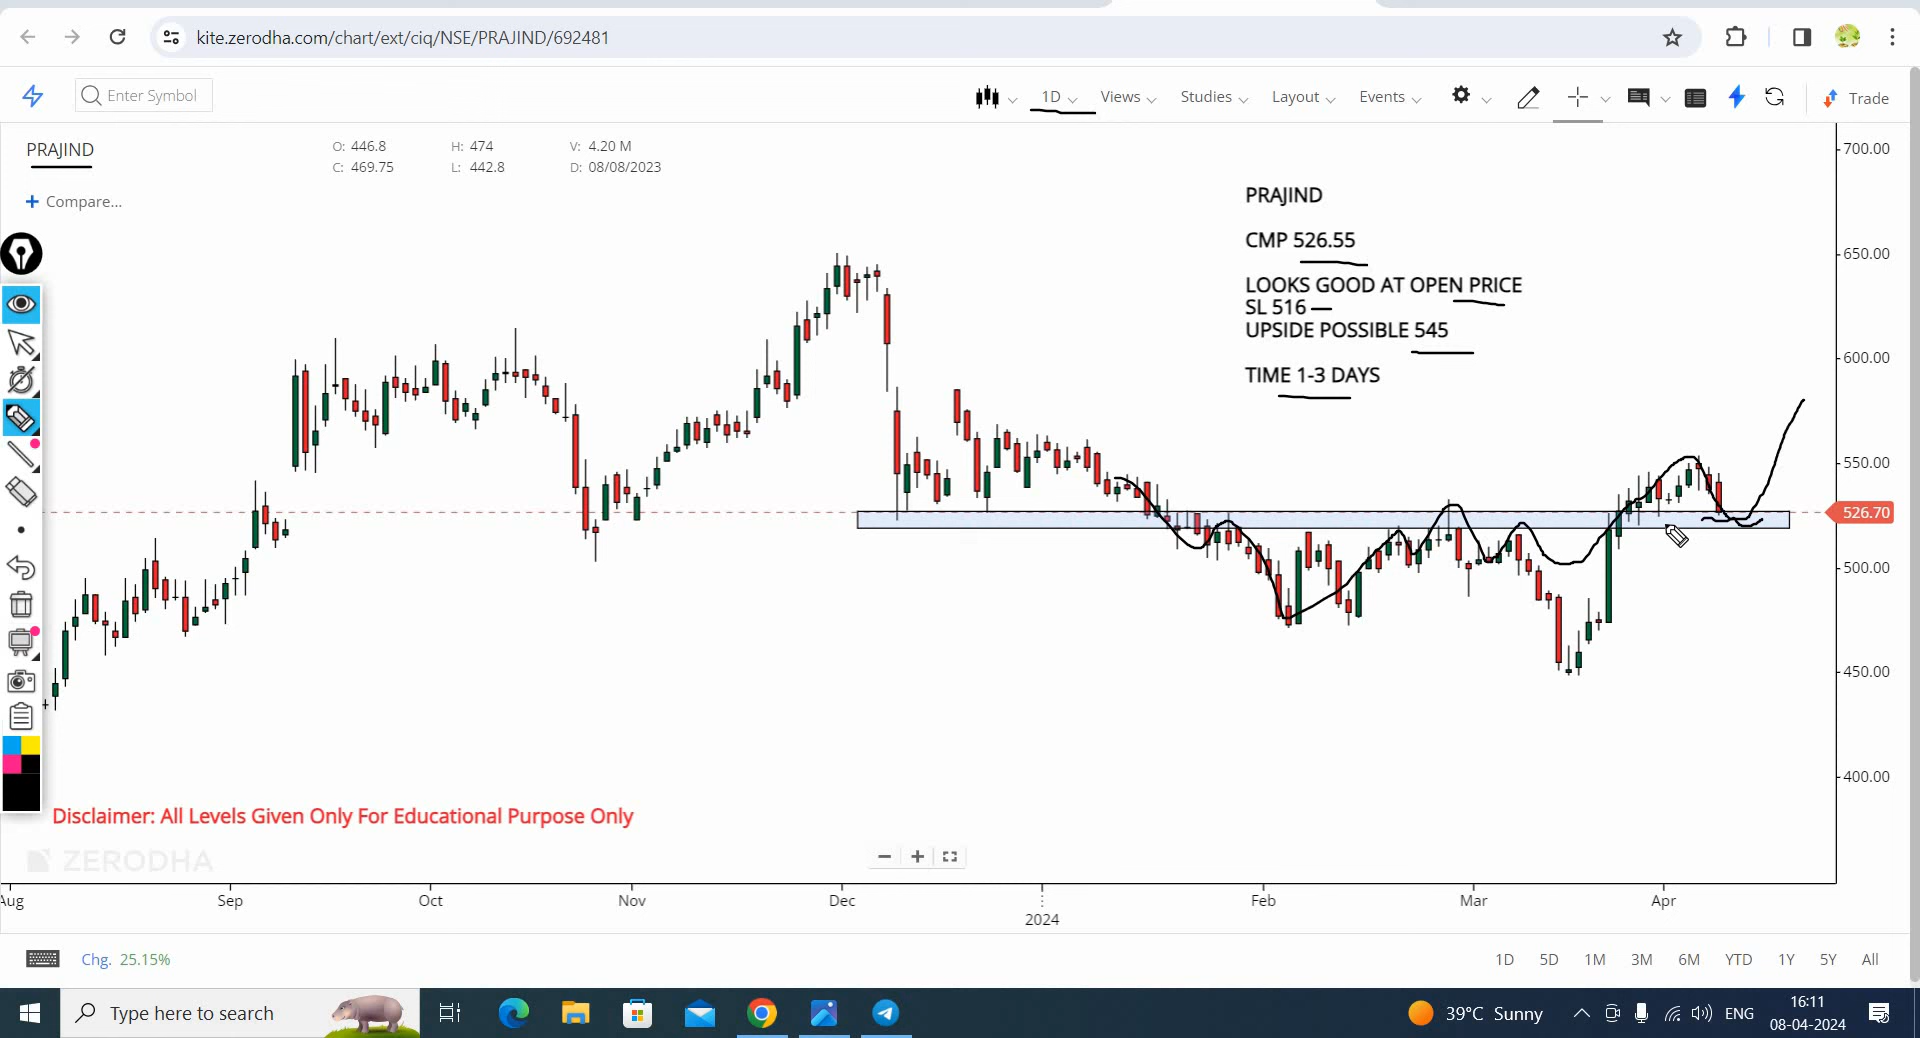 kite.zerodha.com/chart/ext/ciq/NSE/PRAJIND/692481
Enter Symbol
1D
Views
Studies
Layout
Events
Trade
PRAJIND
O: 446.8 H: 474 V: 4.20 M
C: 469.75 L: 442.8 D: 08/08/2023
+ Compare...
PRAJIND
CMP 526.55
LOOKS GOOD AT OPEN PRICE
SL 516
UPSIDE POSSIBLE 545
TIME 1-3 DAYS
700.00
650.00
600.00
550.00
526.70
500.00
450.00
400.00
Disclaimer: All Levels Given Only For Educational Purpose Only
ZERODHA
Aug Sep Oct Nov Dec 2024 Feb Mar Apr
Chg. 25.15%
1D 5D 1M 3M 6M YTD 1Y 5Y All
Type here to search
39°C Sunny
ENG
16:11
08-04-2024